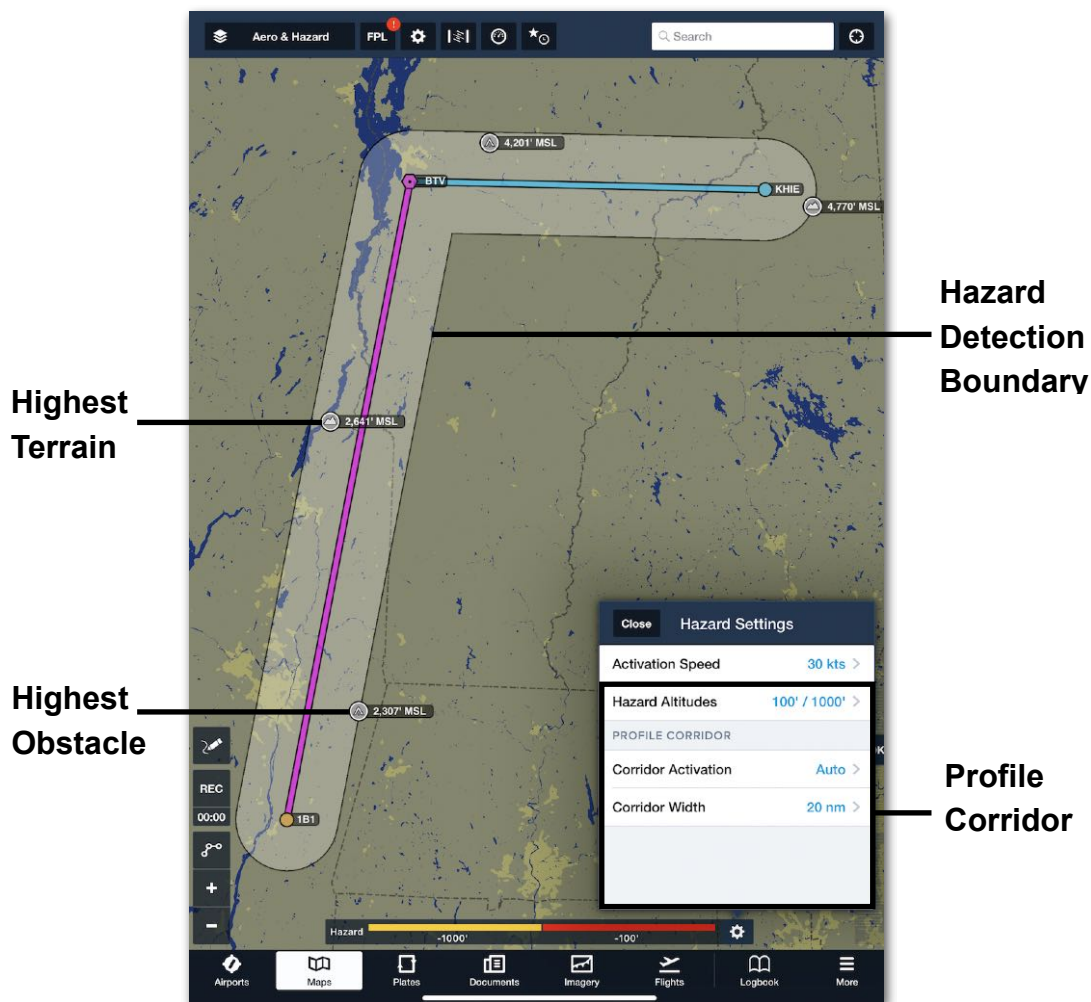 Aero & Hazard
FPL
!
Search
4,201' MSL
BTV
KHIE
4,770' MSL
Hazard
Detection
Boundary
Highest
Terrain
2,641' MSL
Close
Hazard Settings
Activation Speed
30 kts >
Hazard Altitudes
100' / 1000' >
PROFILE CORRIDOR
Corridor Activation
Auto >
Corridor Width
20 nm >
Highest
Obstacle
2,307' MSL
Profile
Corridor
REC
00:00
1B1
+
−
Hazard
-1000'
-100'
Airports
Maps
Plates
Documents
Imagery
Flights
Logbook
More